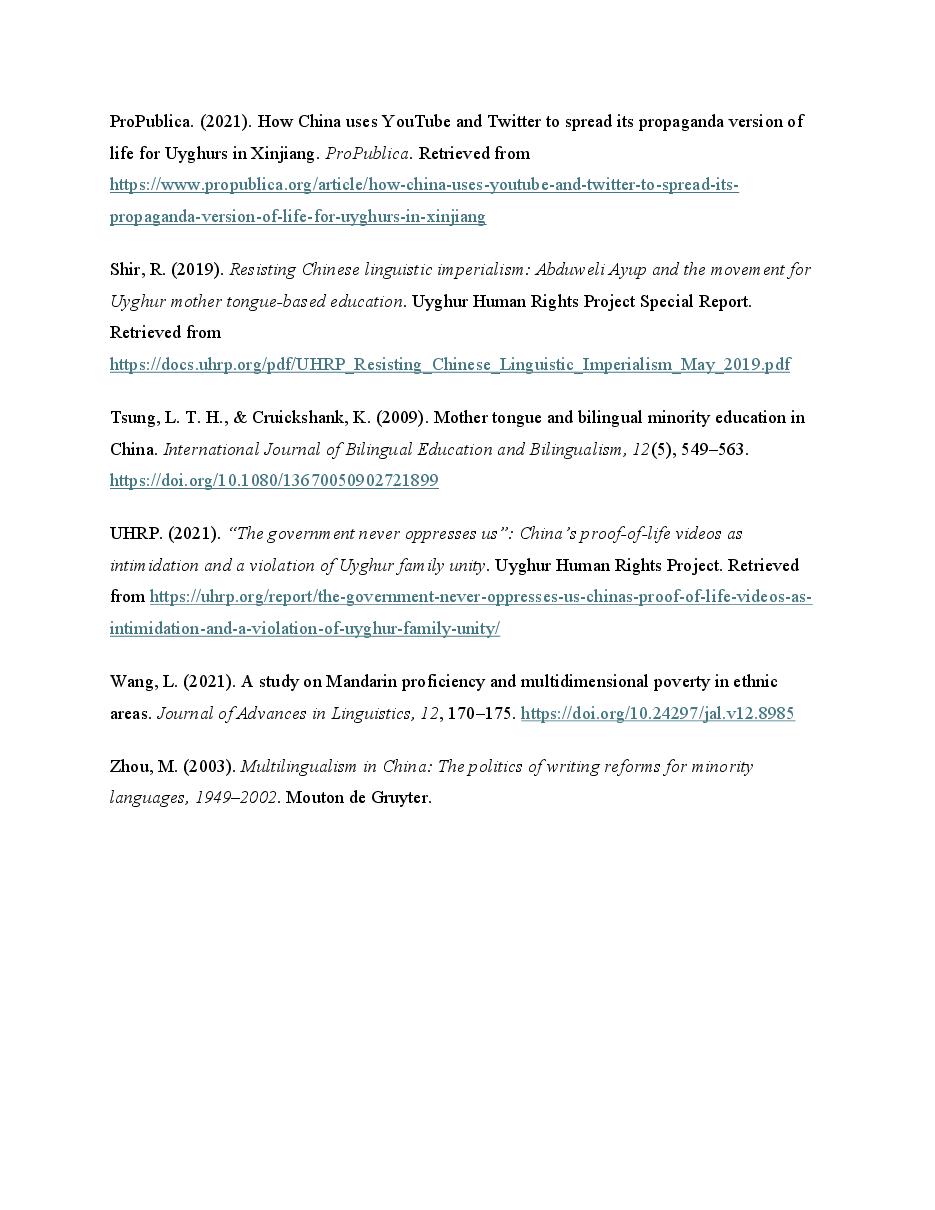 ProPublica. (2021). How China uses YouTube and Twitter to spread its propaganda version of
life for Uyghurs in Xinjiang. ProPublica. Retrieved from
https://www.propublica.org/article/how-china-uses-youtube-and-twitter-to-spread-its-
propaganda-version-of-life-for-uyghurs-in-xinjiang
Shir, R. (2019). Resisting Chinese linguistic imperialism: Abduweli Ayup and the movement for
Uyghur mother tongue-based education. Uyghur Human Rights Project Special Report.
Retrieved from
https://docs.uhrp.org/pdf/UHRP_Resisting_Chinese_Linguistic_Imperialism_May_2019.pdf
Tsung, L. T. H., & Cruickshank, K. (2009). Mother tongue and bilingual minority education in
China. International Journal of Bilingual Education and Bilingualism, 12(5), 549–563.
https://doi.org/10.1080/13670050902721899
UHRP. (2021). “The government never oppresses us”: China’s proof-of-life videos as
intimidation and a violation of Uyghur family unity. Uyghur Human Rights Project. Retrieved
from https://uhrp.org/report/the-government-never-oppresses-us-chinas-proof-of-life-videos-as-
intimidation-and-a-violation-of-uyghur-family-unity/
Wang, L. (2021). A study on Mandarin proficiency and multidimensional poverty in ethnic
areas. Journal of Advances in Linguistics, 12, 170–175. https://doi.org/10.24297/jal.v12.8985
Zhou, M. (2003). Multilingualism in China: The politics of writing reforms for minority
languages, 1949–2002. Mouton de Gruyter.